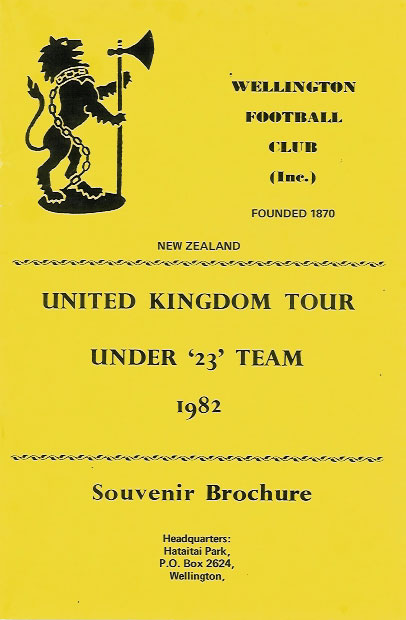 WELLINGTON
FOOTBALL
CLUB
(Inc.)
FOUNDED 1870
NEW ZEALAND
UNITED KINGDOM TOUR
UNDER ‘23’ TEAM
1982
Souvenir Brochure
Headquarters:
Hataitai Park,
P.O. Box 2624,
Wellington,